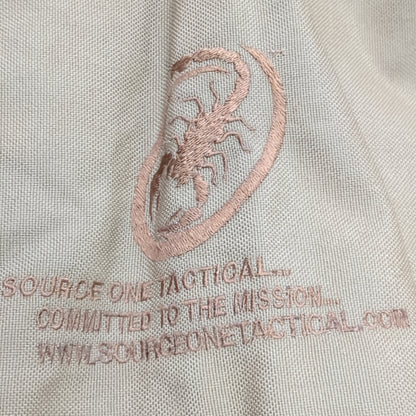 SOURCE ONE TACTICAL...
COMMITTED TO THE MISSION...
WWW.SOURCEONETACTICAL.COM